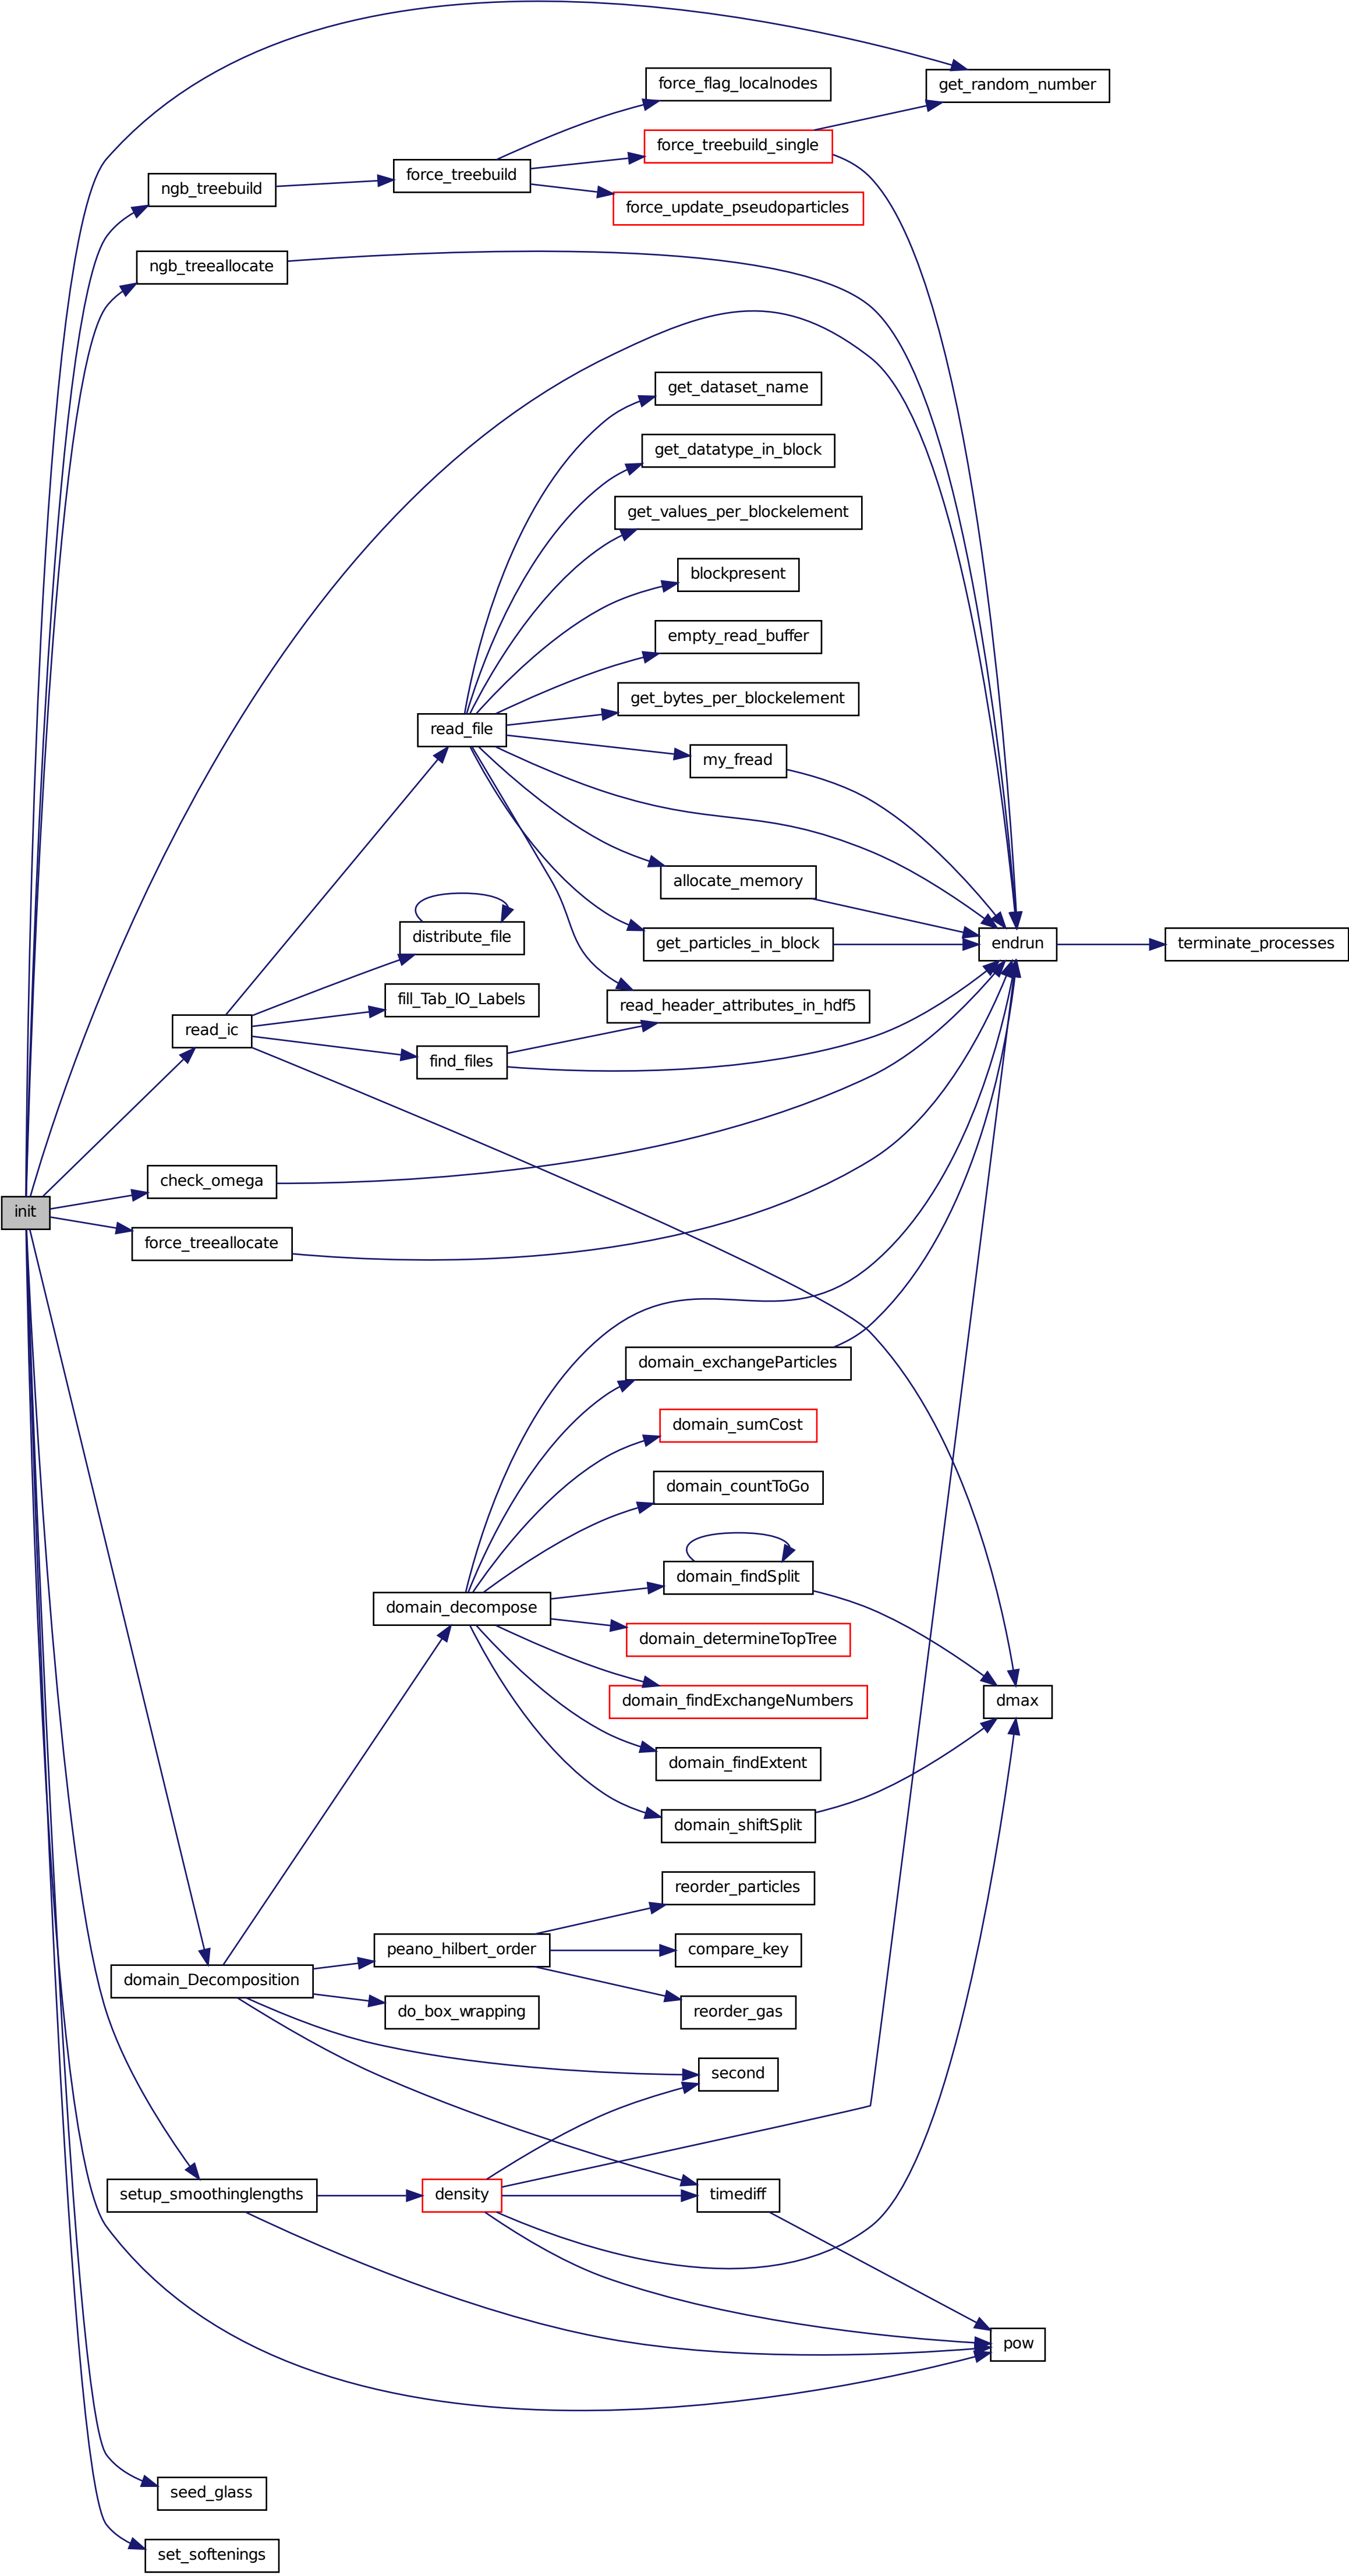 get_random_number
force_flag_localnodes
force_treebuild_single
force_treebuild
ngb_treebuild
force_update_pseudoparticles
ngb_treeallocate
get_dataset_name
get_datatype_in_block
get_values_per_blockelement
blockpresent
empty_read_buffer
get_bytes_per_blockelement
read_file
my_fread
allocate_memory
distribute_file
get_particles_in_block
endrun
terminate_processes
fill_Tab_IO_Labels
read_header_attributes_in_hdf5
read_ic
find_files
check_omega
init
force_treeallocate
domain_exchangeParticles
domain_sumCost
domain_countToGo
domain_findSplit
domain_decompose
domain_determineTopTree
domain_findExchangeNumbers
dmax
domain_findExtent
domain_shiftSplit
reorder_particles
peano_hilbert_order
compare_key
domain_Decomposition
do_box_wrapping
reorder_gas
second
setup_smoothinglengths
density
timediff
pow
seed_glass
set_softenings